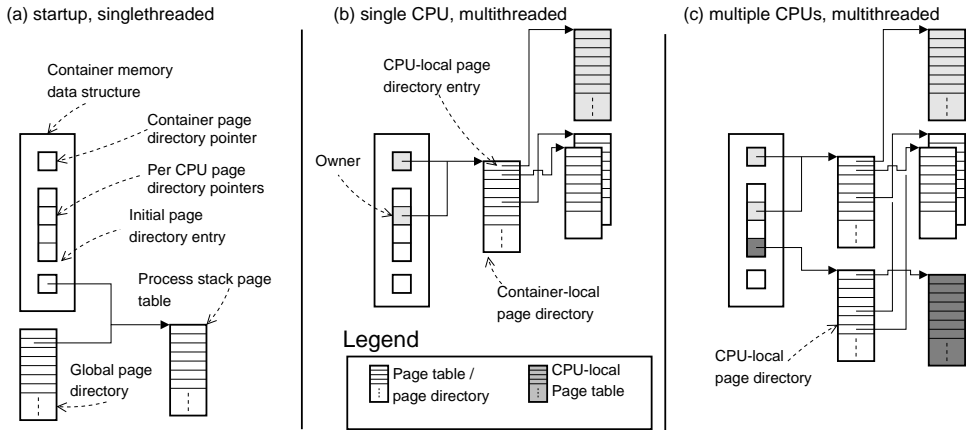 (a) startup, singlethreaded
Container memory
data structure
Container page
directory pointer
Per CPU page
directory pointers
Initial page
directory entry
Process stack page
table
Global page
directory
(b) single CPU, multithreaded
CPU-local page
directory entry
Owner
Container-local
page directory
Legend
Page table /
page directory
CPU-local
Page table
(c) multiple CPUs, multithreaded
CPU-local
page directory